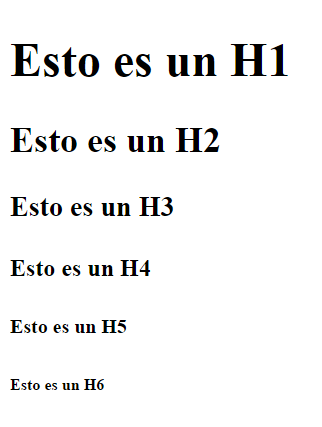 Esto es un H1
Esto es un H2
Esto es un H3
Esto es un H4
Esto es un H5
Esto es un H6